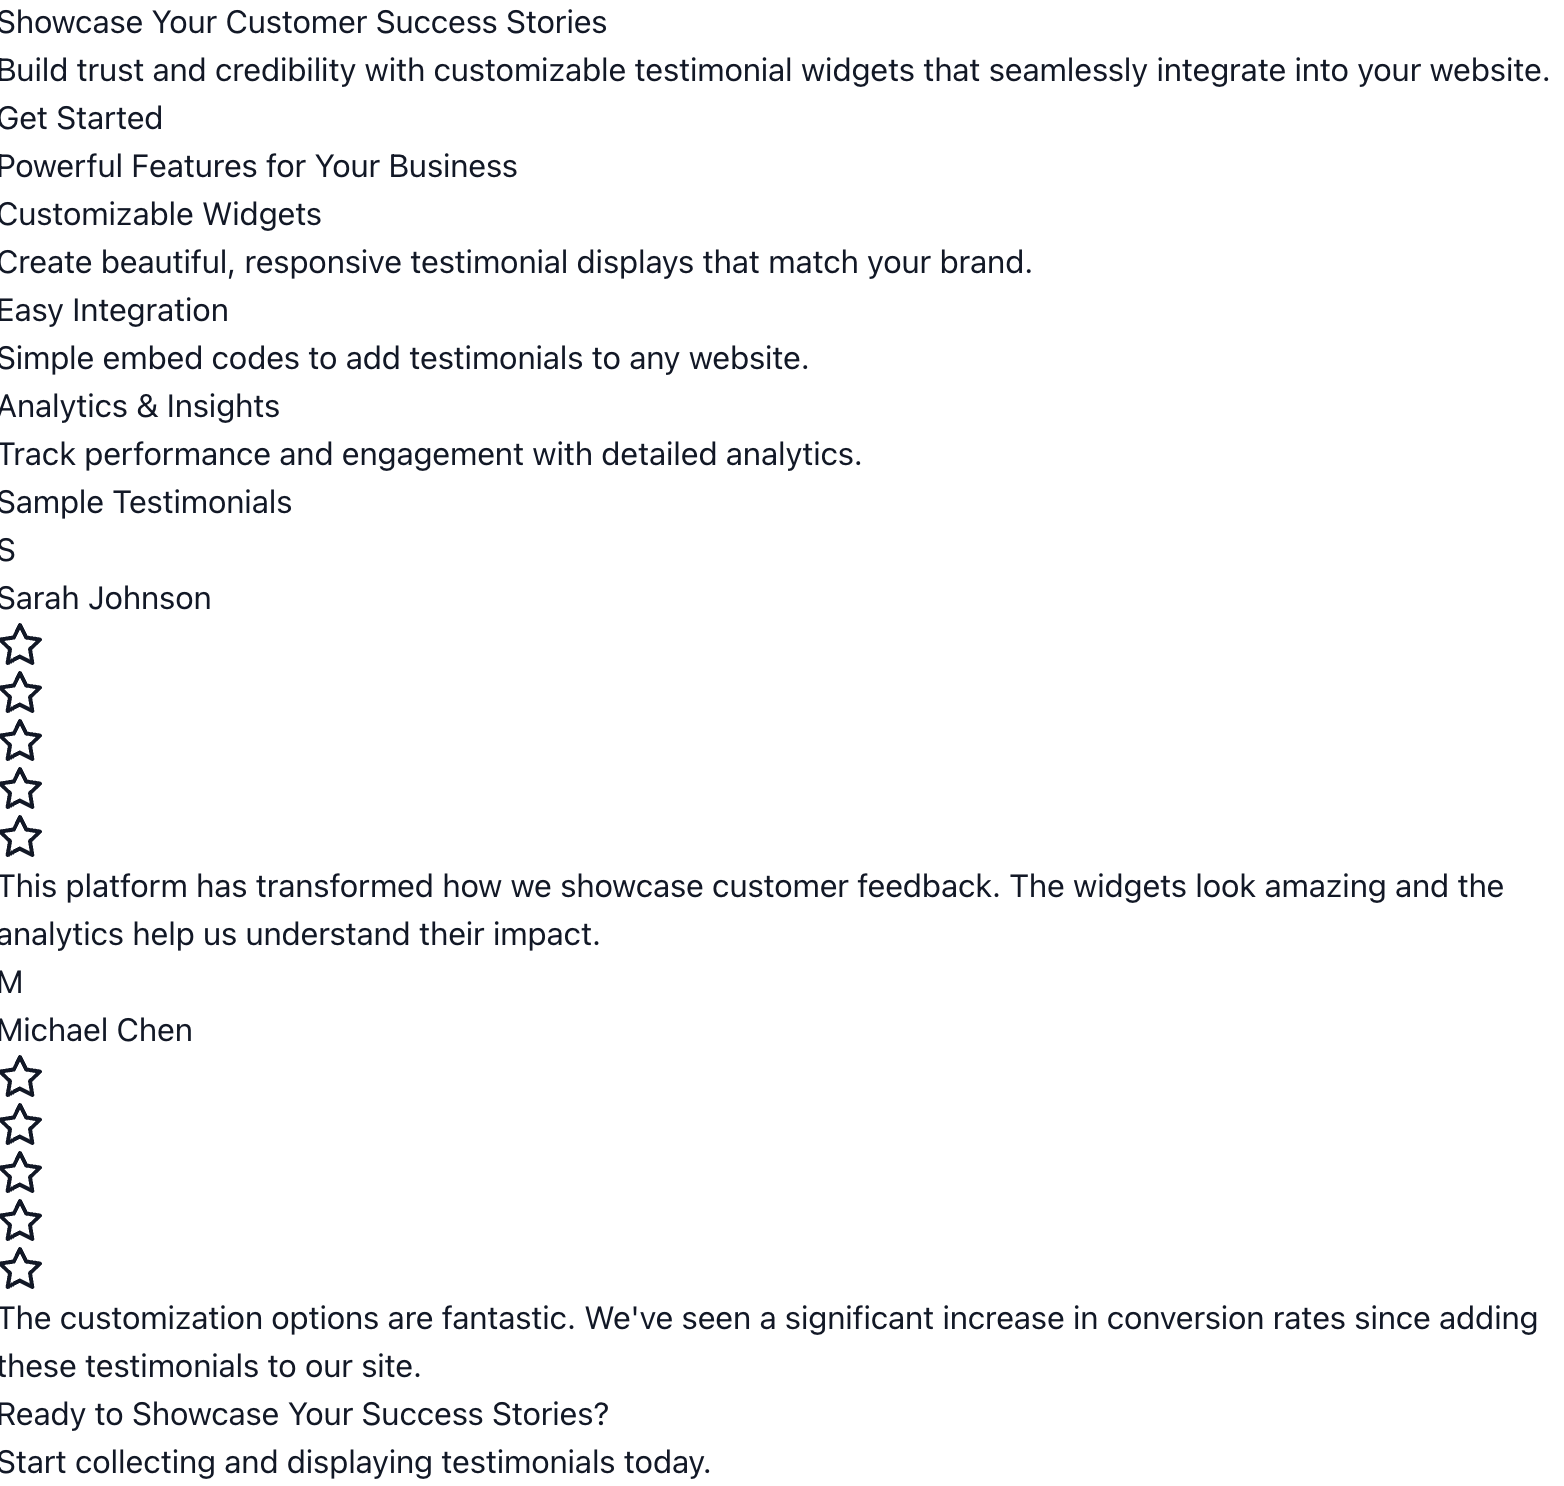 Showcase Your Customer Success Stories
Build trust and credibility with customizable testimonial widgets that seamlessly integrate into your website.
Get Started
Powerful Features for Your Business
Customizable Widgets
Create beautiful, responsive testimonial displays that match your brand.
Easy Integration
Simple embed codes to add testimonials to any website.
Analytics & Insights
Track performance and engagement with detailed analytics.
Sample Testimonials
S
Sarah Johnson
This platform has transformed how we showcase customer feedback. The widgets look amazing and the
analytics help us understand their impact.
M
Michael Chen
The customization options are fantastic. We've seen a significant increase in conversion rates since adding
these testimonials to our site.
Ready to Showcase Your Success Stories?
Start collecting and displaying testimonials today.